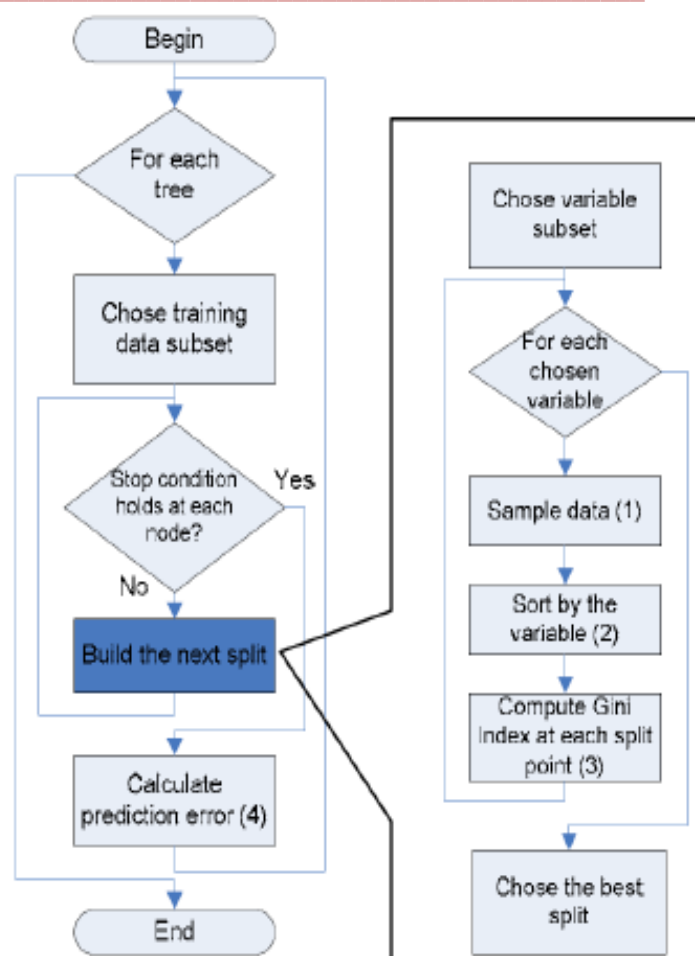 Begin
For each
tree
Chose training
data subset
Stop condition
holds at each
node?
Yes
No
Build the next split
Calculate
prediction error (4)
End
Chose variable
subset
For each
chosen
variable
Sample data (1)
Sort by the
variable (2)
Compute Gini
Index at each split
point (3)
Chose the best
split